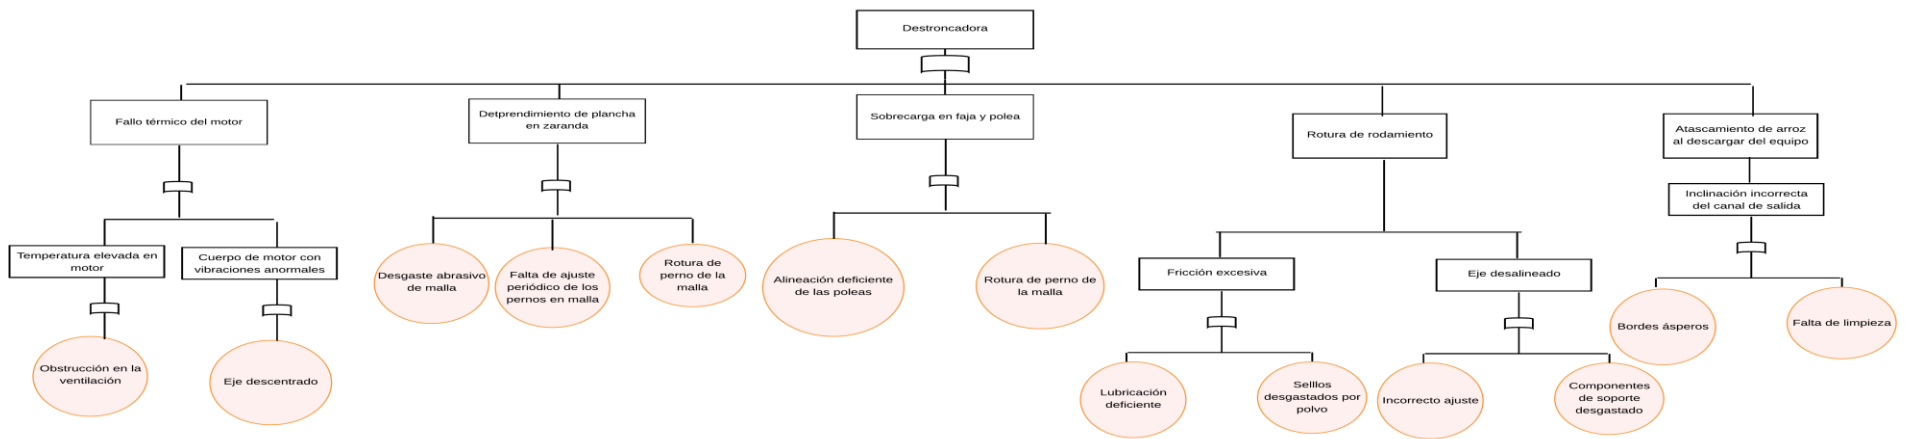 Destroncadora
Fallo térmico del motor
Detprendimiento de plancha
en zaranda
Sobrecarga en faja y polea
Rotura de rodamiento
Atascamiento de arroz
al descargar del equipo
Inclinación incorrecta
del canal de salida
Temperatura elevada en
motor
Cuerpo de motor con
vibraciones anormales
Desgaste abrasivo
de malla
Falta de ajuste
periódico de los
pernos en malla
Rotura de
perno de la
malla
Alineación deficiente
de las poleas
Rotura de perno de
la malla
Fricción excesiva
Eje desalineado
Bordes ásperos
Falta de limpieza
Obstrucción en la
ventilación
Eje descentrado
Lubricación
deficiente
Selllos
desgastados por
polvo
Incorrecto ajuste
Componentes
de soporte
desgastado